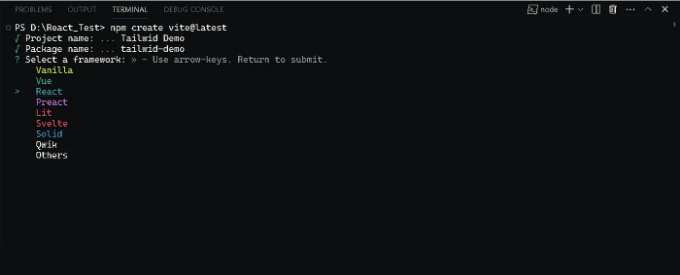 PROBLEMS OUTPUT TERMINAL DEBUG CONSOLE node
PS D:\React_Test> npm create vite@latest
√ Project name: ... Tailwid Demo
√ Package name: ... tailwid-demo
? Select a framework: » - Use arrow-keys. Return to submit.
Vanilla
Vue
> React
Preact
Lit
Svelte
Solid
Qwik
Others